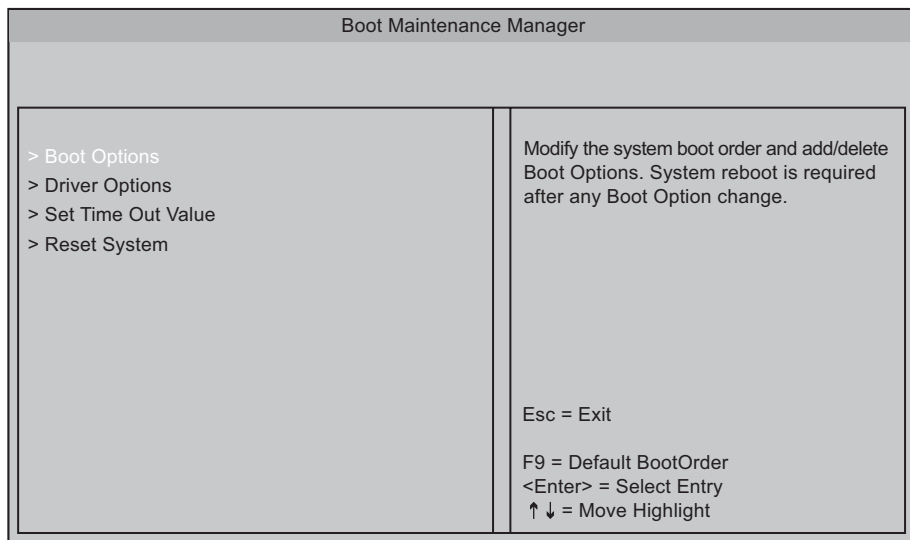 Boot Maintenance Manager
> Boot Options
> Driver Options
> Set Time Out Value
> Reset System
Modify the system boot order and add/delete
Boot Options. System reboot is required
after any Boot Option change.
Esc = Exit
F9 = Default BootOrder
<Enter> = Select Entry
↑↓ = Move Highlight